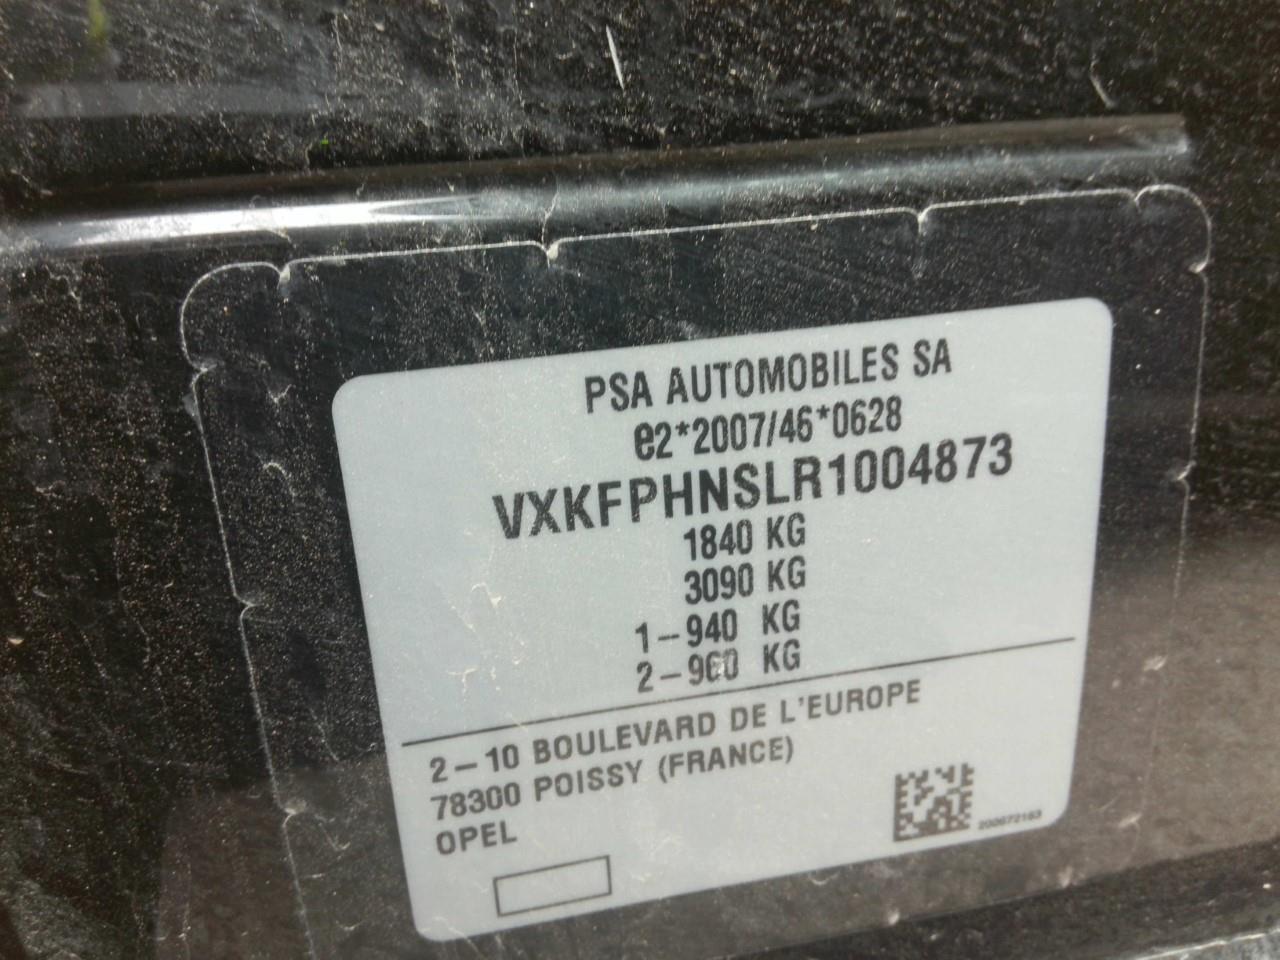 PSA AUTOMOBILES SA
e2*2007/46*0628
VXKFPHNSLR1004873
1840 KG
3090 KG
1-940 KG
2-960 KG
2-10 BOULEVARD DE L'EUROPE
78300 POISSY (FRANCE)
OPEL
200672163